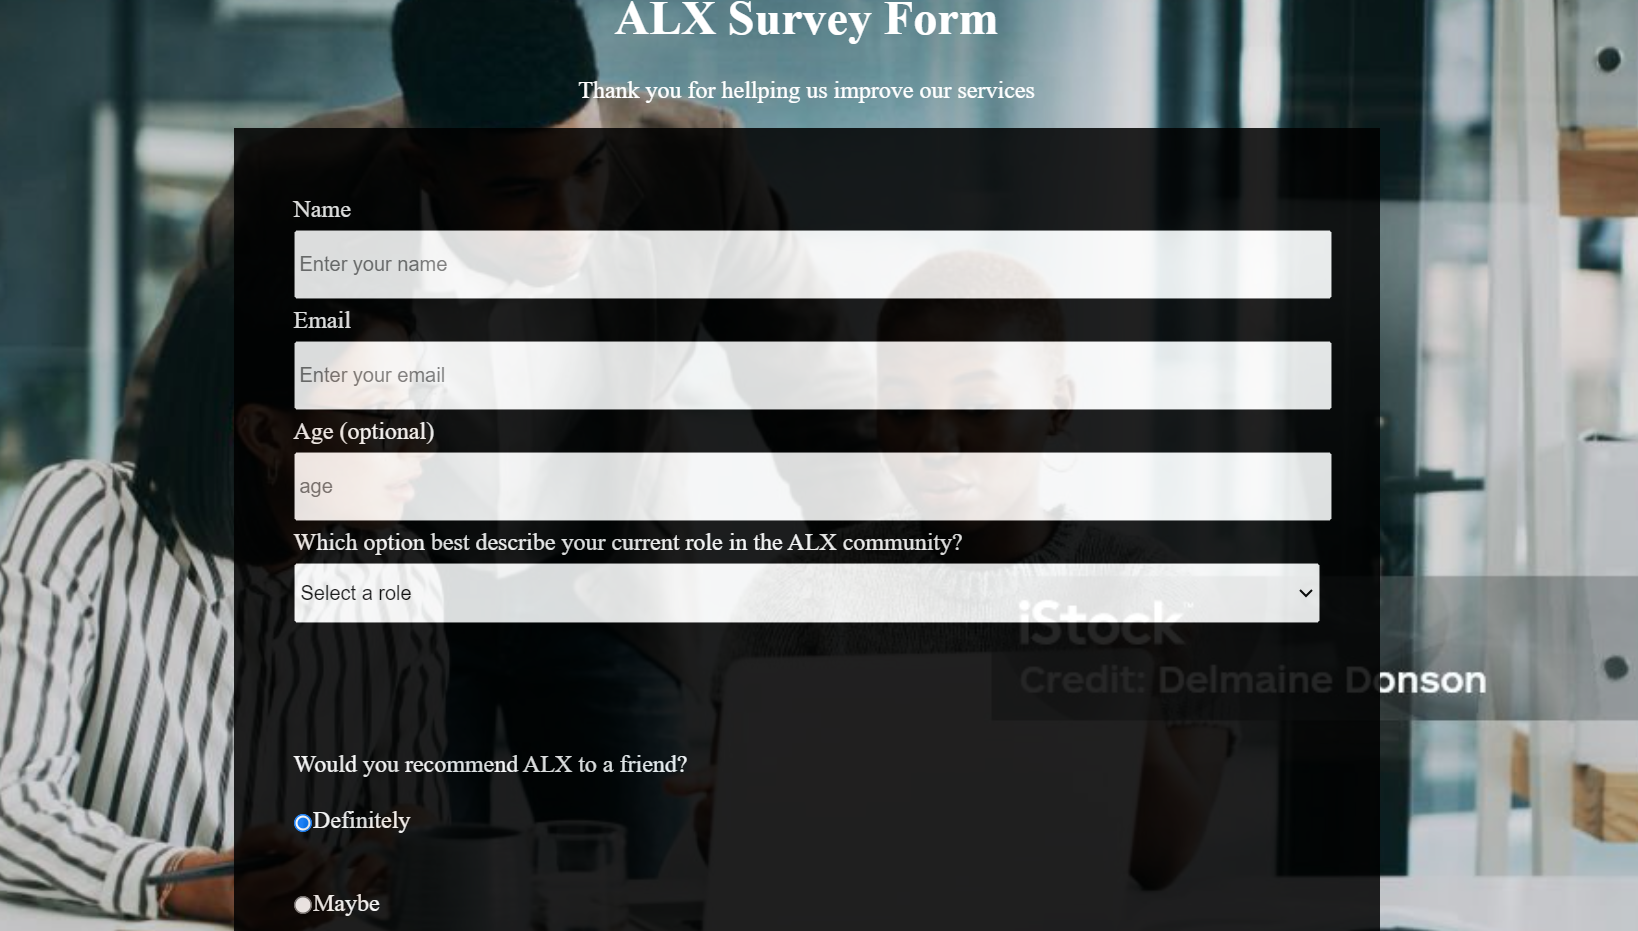 ALX Survey Form
Thank you for hellping us improve our services
Name
Enter your name
Email
Enter your email
Age (optional)
age
Which option best describe your current role in the ALX community?
Select a role
iStock™
Credit: Delmaine Donson
Would you recommend ALX to a friend?
Definitely
Maybe